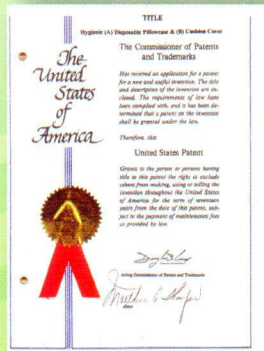 TITLE
Hygienic (A) Disposable Pillowcase & (B) Cushion Cover
The
United
States
of
America
The Commissioner of Patents
and Trademarks
Has received an application for a patent
for a new and useful invention. The title
and description of the invention are en-
closed. The requirements of law have
been complied with, and it has been de-
termined that a patent on the invention
shall be granted under the law.
Therefore, this
United States Patent
Grants to the person or persons having
title to this patent the right to exclude
others from making, using or selling the
invention throughout the United States
of America for the term of seventeen
years from the date of this patent, sub-
ject to the payment of maintenance fees
as provided by law.
Acting Commissioner of Patents and Trademarks
Attest